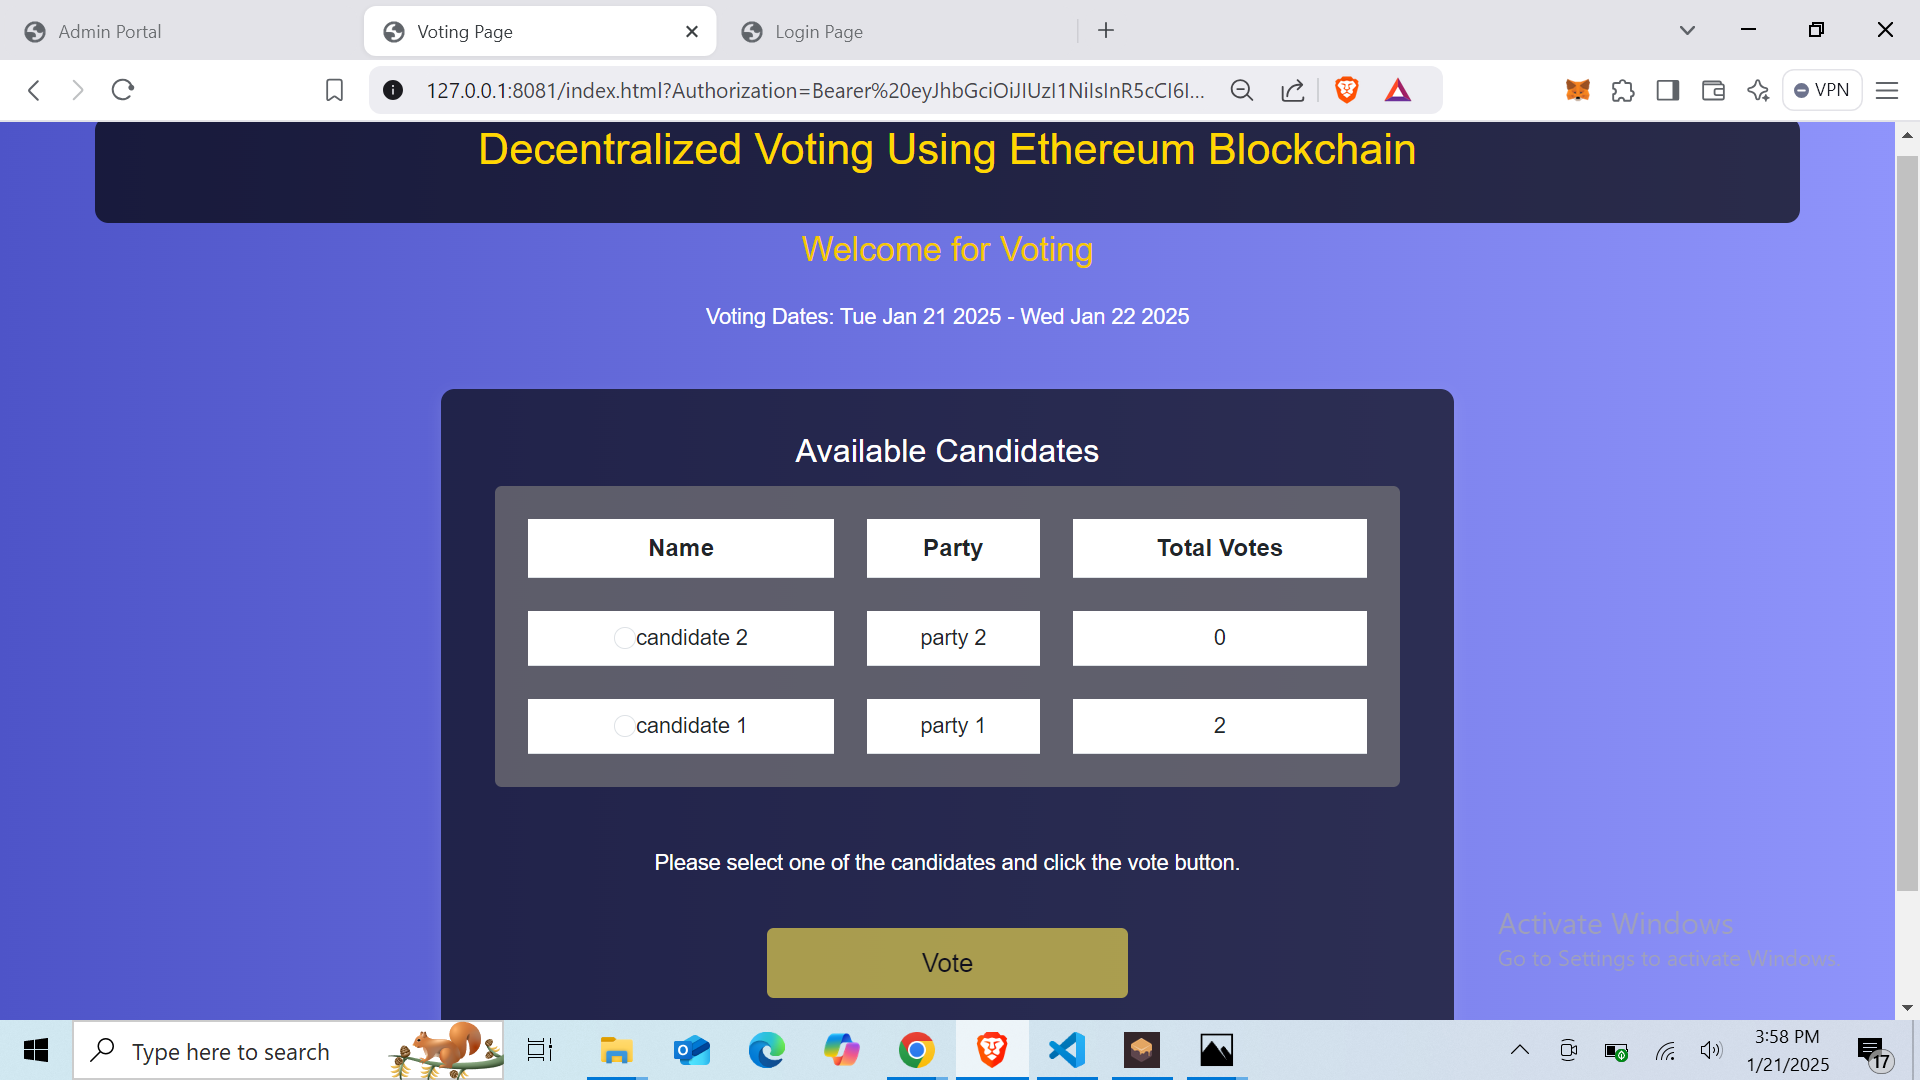 Admin Portal
Voting Page
Login Page
127.0.0.1:8081/index.html?Authorization=Bearer%20eyJhbGciOiJIUzI1NiIsInR5cCI6I...
VPN
Decentralized Voting Using Ethereum Blockchain
Welcome for Voting
Voting Dates: Tue Jan 21 2025 - Wed Jan 22 2025
Available Candidates
Name Party Total Votes
candidate 2 party 2 0
candidate 1 party 1 2
Please select one of the candidates and click the vote button.
Vote
Activate Windows
Go to Settings to activate Windows.
Type here to search
3:58 PM
1/21/2025
17